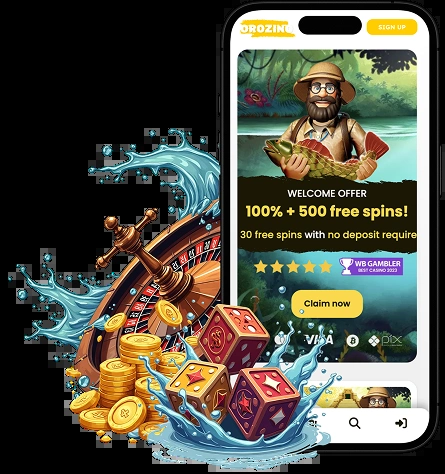 SIGN UP
WELCOME OFFER
100% + 500 free spins!
30 free spins with no deposit require
WB GAMBLER
BEST CASINO 2023
Claim now
VISA
pix